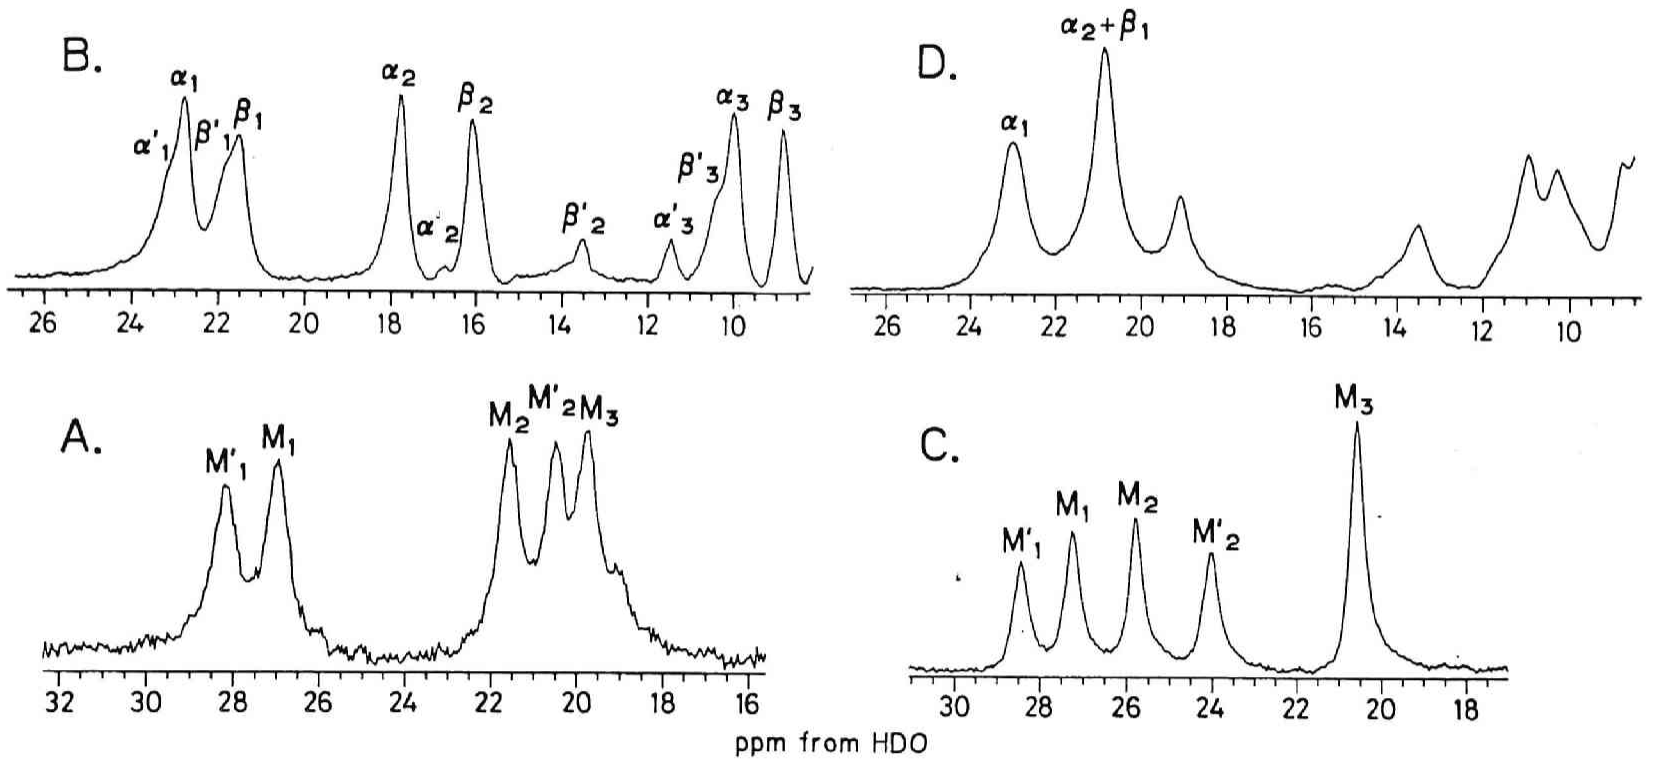 B.
α'₁ α₁ β'₁ β₁ α₂ α'₂ β₂ β'₂ α'₃ β'₃ α₃ β₃
26 24 22 20 18 16 14 12 10
D.
α₁ α₂+β₁
26 24 22 20 18 16 14 12 10
A.
M'₁ M₁ M₂ M'₂ M₃
32 30 28 26 24 22 20 18 16
C.
M'₁ M₁ M₂ M'₂ M₃
30 28 26 24 22 20 18
ppm from HDO